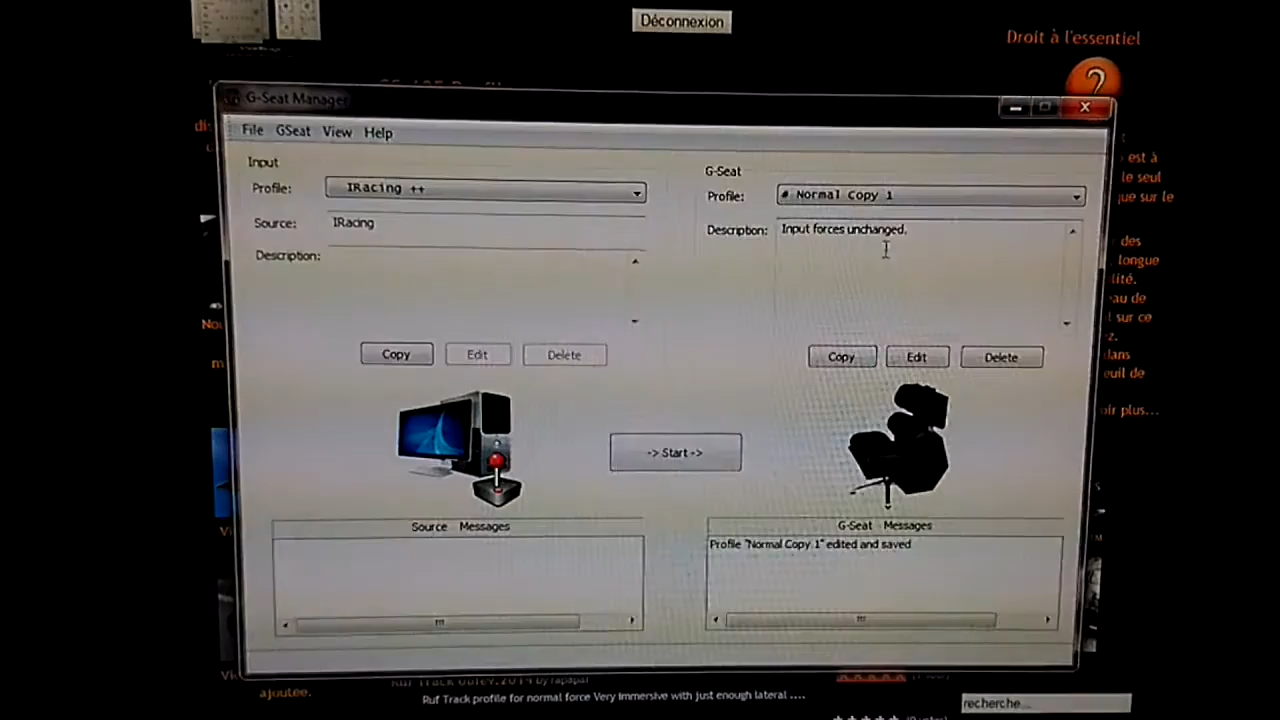 Déconnexion
Droit à l'essentiel
?
G-Seat Manager
File GSeat View Help
est à
le seul
que sur le
des
longue
lité.
au de
sur ce
dans
euil de
oir plus...
Input
Profile: IRacing ++
Source: IRacing
Description:
Copy Edit Delete
G-Seat
Profile: # Normal Copy 1
Description: Input forces unchanged.
Copy Edit Delete
-> Start ->
Source Messages
G-Seat Messages
Profile "Normal Copy 1" edited and saved
ajoutée.
Ruf Track profile for normal force Very Immersive with just enough lateral ....
recherche...